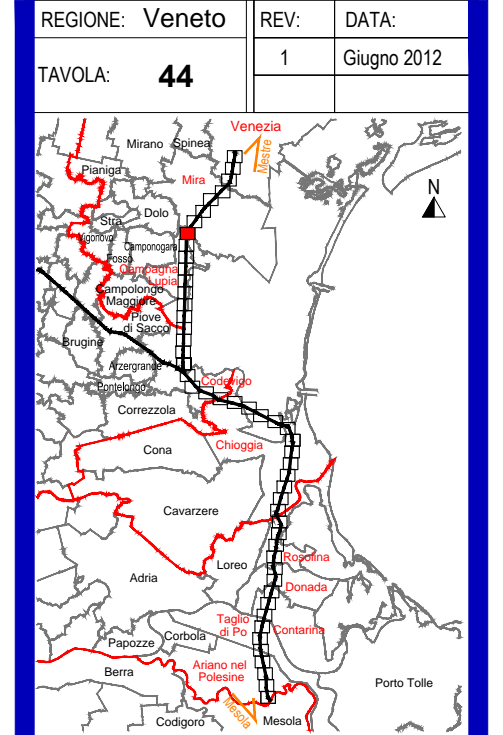 REGIONE: Veneto
REV:
DATA:
1
Giugno 2012
TAVOLA: 44
Venezia
Mestre
Mirano
Spinea
Pianiga
Mira
N
Dolo
Stra
Vigonovo
Camponogara
Fossò
Campagna
Lupia
Campolongo
Maggiore
Piove
di Sacco
Brugine
Arzergrande
Pontelongo
Codevigo
Correzzola
Chioggia
Cona
Cavarzere
Rosolina
Loreo
Adria
Donada
Taglio
di Po
Contarina
Corbola
Papozze
Ariano nel
Polesine
Berra
Porto Tolle
Mesola
Codigoro
Mesola